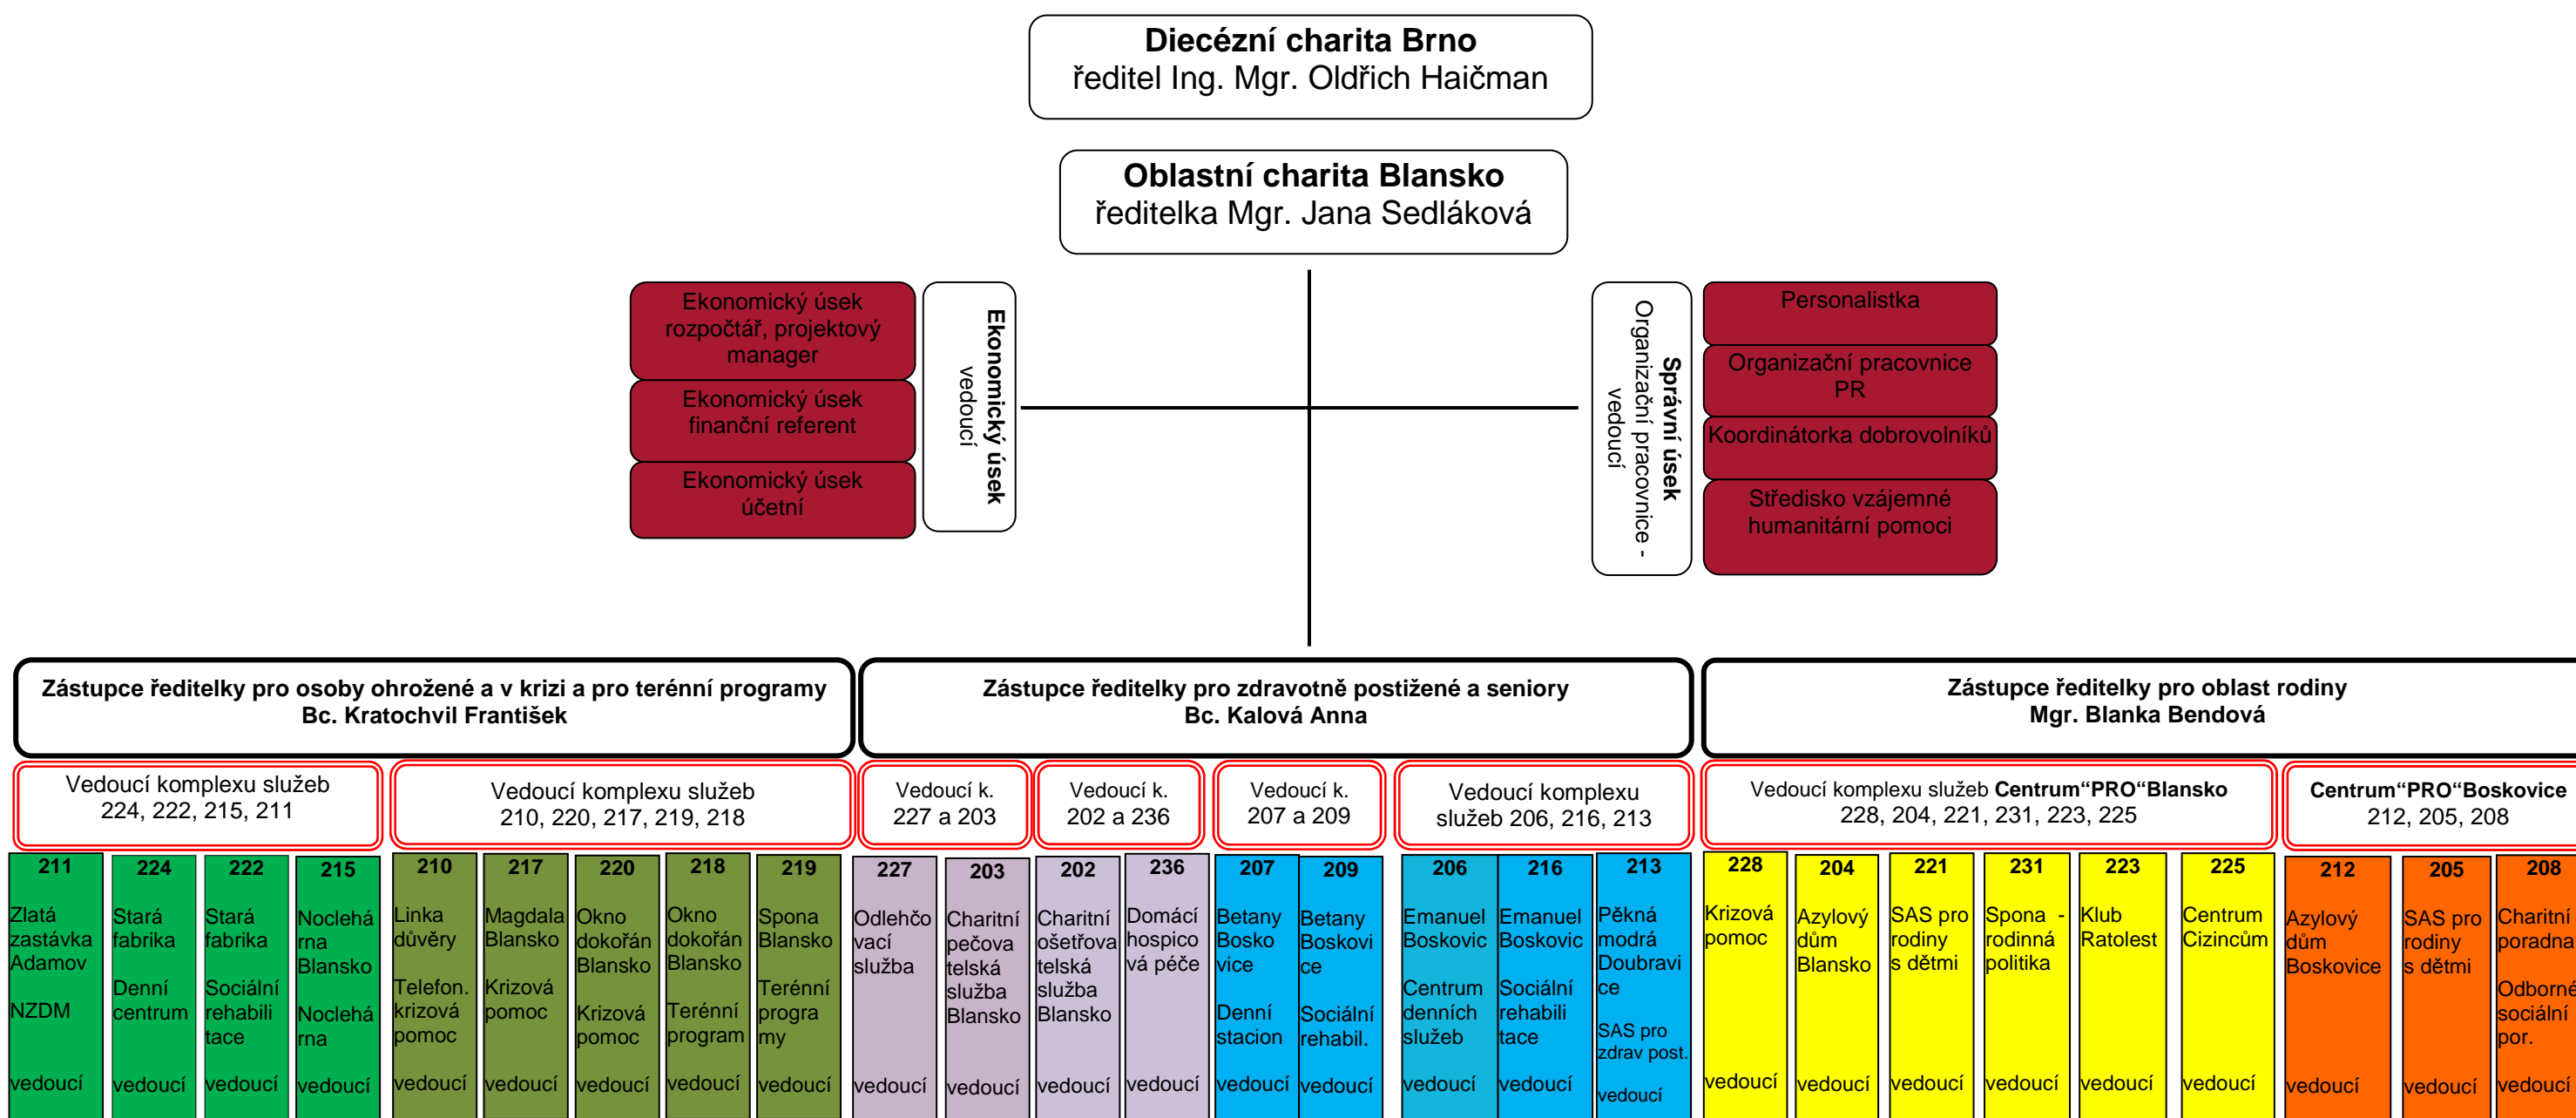 Diecézní charita Brno
ředitel Ing. Mgr. Oldřich Haičman
Oblastní charita Blansko
ředitelka Mgr. Jana Sedláková
Ekonomický úsek
rozpočtář, projektový
manager
Ekonomický úsek
finanční referent
Ekonomický úsek
účetní
Ekonomický úsek
vedoucí
Správní úsek
Organizační pracovnice -
vedoucí
Personalistka
Organizační pracovnice
PR
Koordinátorka dobrovolníků
Středisko vzájemné
humanitární pomoci
Zástupce ředitelky pro osoby ohrožené a v krizi a pro terénní programy
Bc. Kratochvil František
Zástupce ředitelky pro zdravotně postižené a seniory
Bc. Kalová Anna
Zástupce ředitelky pro oblast rodiny
Mgr. Blanka Bendová
Vedoucí komplexu služeb
224, 222, 215, 211
Vedoucí komplexu služeb
210, 220, 217, 219, 218
Vedoucí k.
227 a 203
Vedoucí k.
202 a 236
Vedoucí k.
207 a 209
Vedoucí komplexu
služeb 206, 216, 213
Vedoucí komplexu služeb Centrum“PRO“Blansko
228, 204, 221, 231, 223, 225
Centrum“PRO“Boskovice
212, 205, 208
211
Zlatá
zastávka
Adamov
NZDM
vedoucí
224
Stará
fabrika
Denní
centrum
vedoucí
222
Stará
fabrika
Sociální
rehabili
tace
vedoucí
215
Noclehá
rna
Blansko
Noclehá
rna
vedoucí
210
Linka
důvěry
Telefon.
krizová
pomoc
vedoucí
217
Magdala
Blansko
Krizová
pomoc
vedoucí
220
Okno
dokořán
Blansko
Krizová
pomoc
vedoucí
218
Okno
dokořán
Blansko
Terénní
program
vedoucí
219
Spona
Blansko
Terénní
progra
my
vedoucí
227
Odlehčo
vací
služba
vedoucí
203
Charitní
pečova
telská
služba
Blansko
vedoucí
202
Charitní
ošetřova
telská
služba
Blansko
vedoucí
236
Domácí
hospico
vá péče
vedoucí
207
Betany
Bosko
vice
Denní
stacion
vedoucí
209
Betany
Boskovi
ce
Sociální
rehabil.
vedoucí
206
Emanuel
Boskovic
Centrum
denních
služeb
vedoucí
216
Emanuel
Boskovic
Sociální
rehabili
tace
vedoucí
213
Pěkná
modrá
Doubravi
ce
SAS pro
zdrav post.
vedoucí
228
Krizová
pomoc
vedoucí
204
Azylový
dům
Blansko
vedoucí
221
SAS pro
rodiny
s dětmi
vedoucí
231
Spona -
rodinná
politika
vedoucí
223
Klub
Ratolest
vedoucí
225
Centrum
Cizincům
vedoucí
212
Azylový
dům
Boskovice
vedoucí
205
SAS pro
rodiny
s dětmi
vedoucí
208
Charitní
poradna
Odborné
sociální
por.
vedoucí